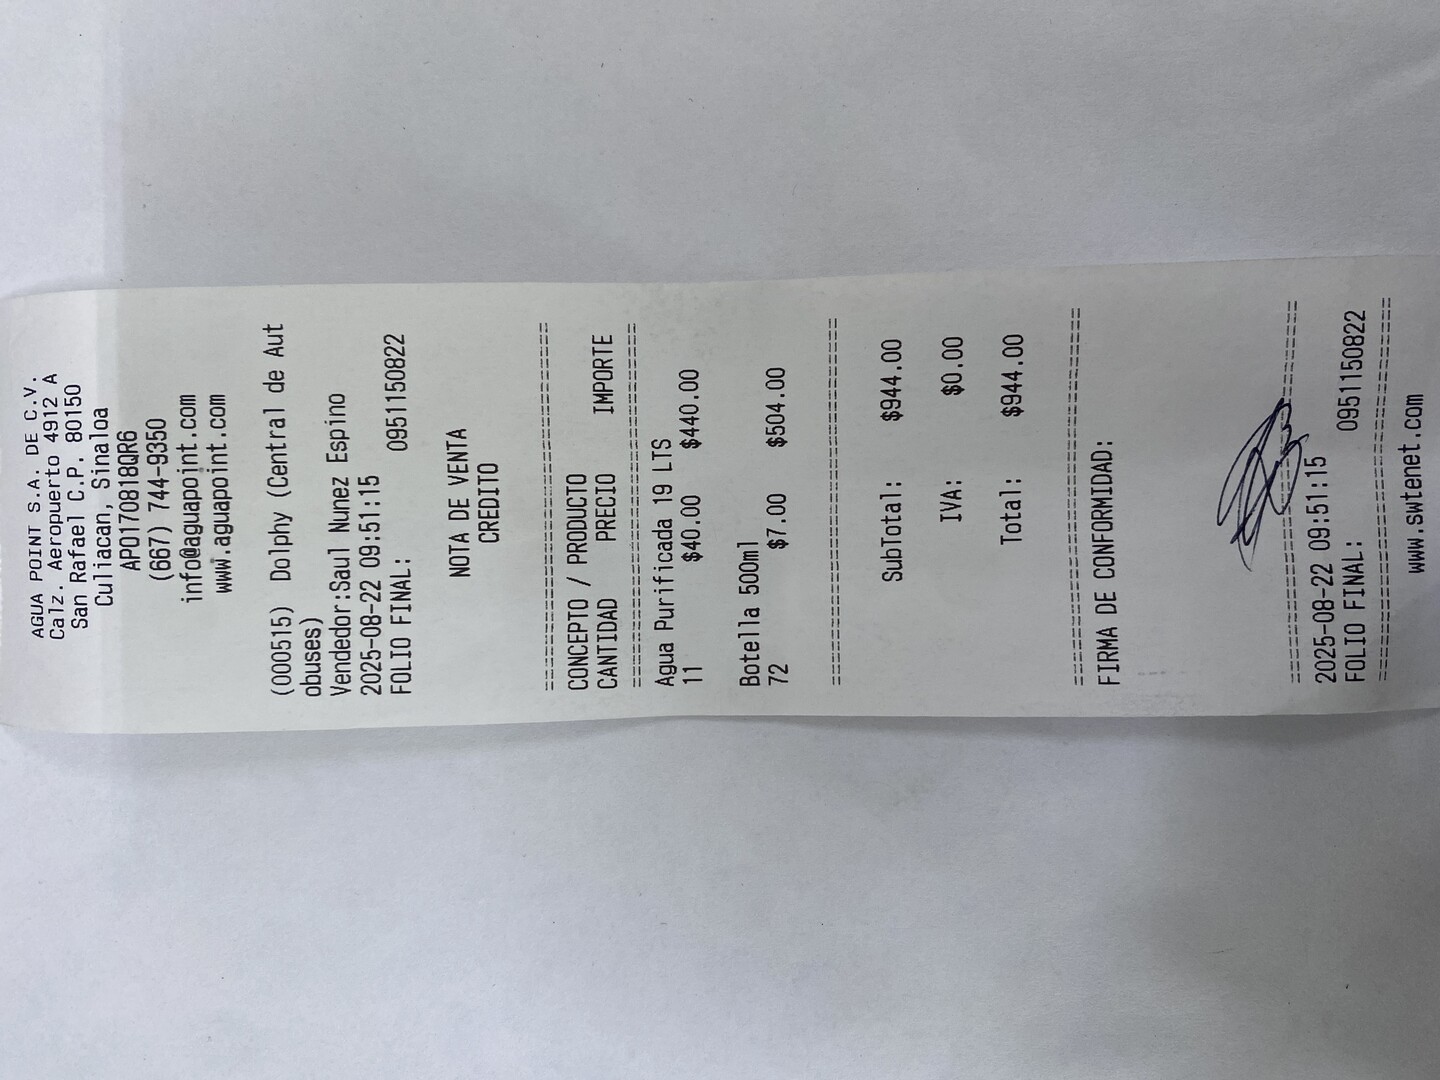 AGUA POINT S.A. DE C.V.
Calz. Aeropuerto 4912 A
San Rafael C.P. 80150
Culiacan, Sinaloa
APO170818QR6
(667) 744-9350
info@aguapoint.com
www.aguapoint.com
(000515) Dolphy (Central de Aut
obuses)
Vendedor:Saul Nunez Espino
2025-08-22 09:51:15
FOLIO FINAL: 0951150822
NOTA DE VENTA
CREDITO
CONCEPTO / PRODUCTO
CANTIDAD PRECIO IMPORTE
Agua Purificada 19 LTS
11 $40.00 $440.00
Botella 500ml
72 $7.00 $504.00
SubTotal: $944.00
IVA: $0.00
Total: $944.00
FIRMA DE CONFORMIDAD:
2025-08-22 09:51:15
FOLIO FINAL: 0951150822
www.swtenet.com